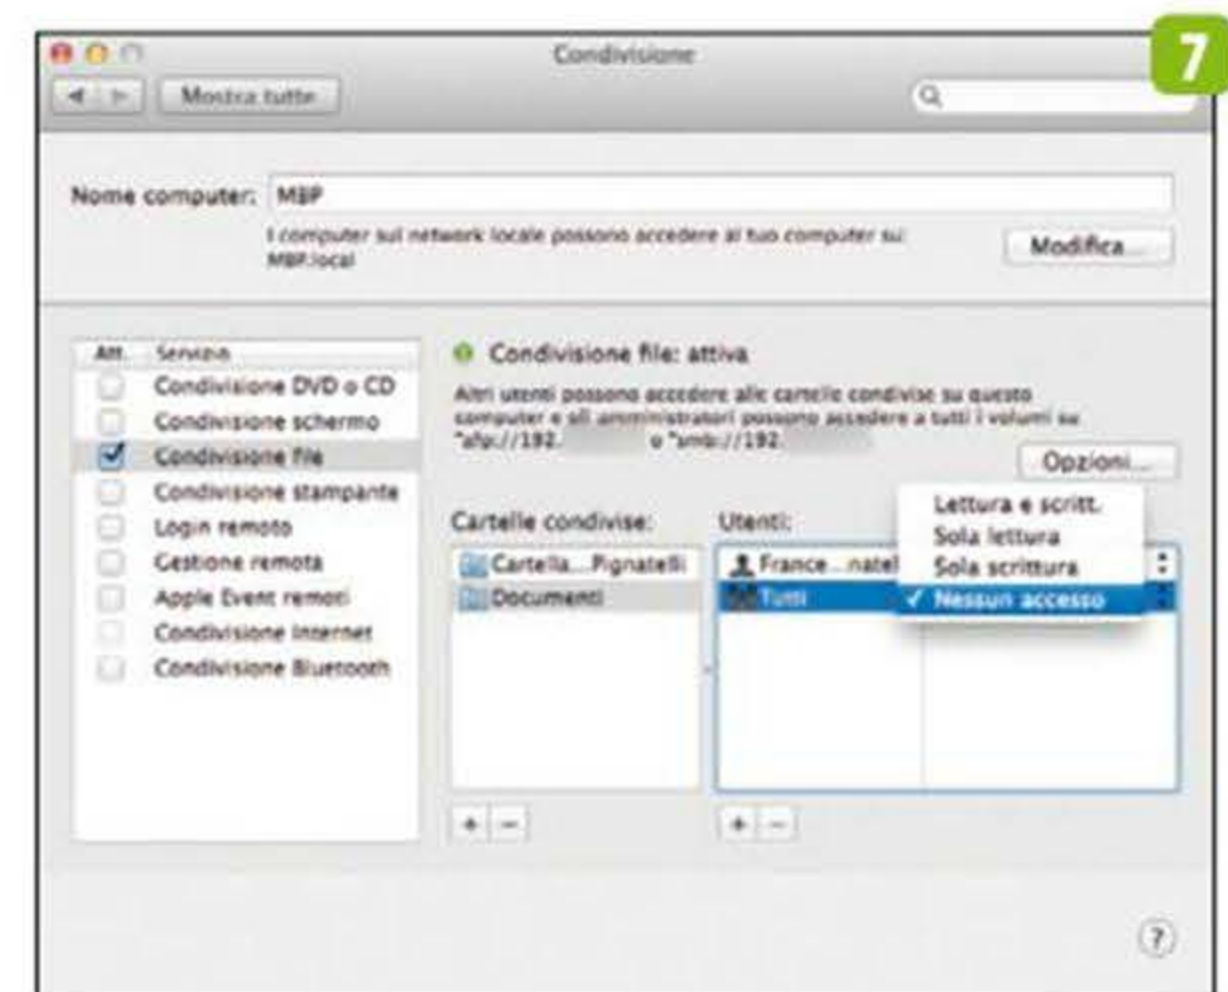 7
Condivisione
Mostra tutte
Nome computer: MBP
I computer sul network locale possono accedere al tuo computer su:
MBP.local
Modifica...
Att. Servizio
Condivisione DVD o CD
Condivisione schermo
Condivisione file
Condivisione stampante
Login remoto
Gestione remota
Apple Event remoti
Condivisione Internet
Condivisione Bluetooth
Condivisione file: attiva
Altri utenti possono accedere alle cartelle condivise su questo
computer e gli amministratori possono accedere a tutti i volumi su
"afp://192. o "smb://192.
Opzioni...
Cartelle condivise:
Cartella...Pignatelli
Documenti
Utenti:
France...natel
Tutti
Lettura e scritt.
Sola lettura
Sola scrittura
✓ Nessun accesso
+ −
+ −
?